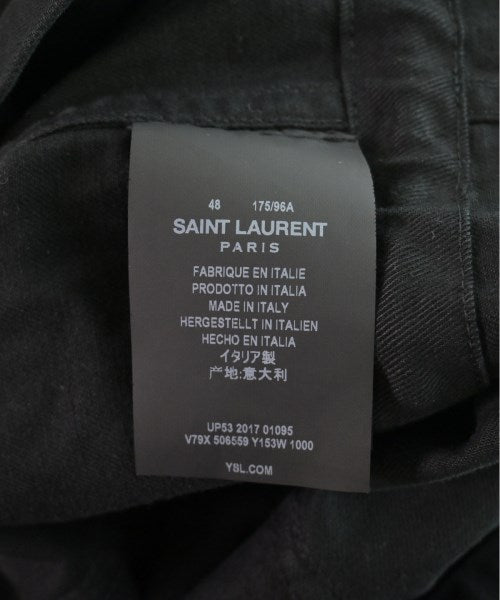 48 175/96A
SAINT LAURENT
PARIS
FABRIQUE EN ITALIE
PRODOTTO IN ITALIA
MADE IN ITALY
HERGESTELLT IN ITALIEN
HECHO EN ITALIA
イタリア製
产地:意大利
UP53 2017 01095
V79X 506559 Y153W 1000
YSL.COM